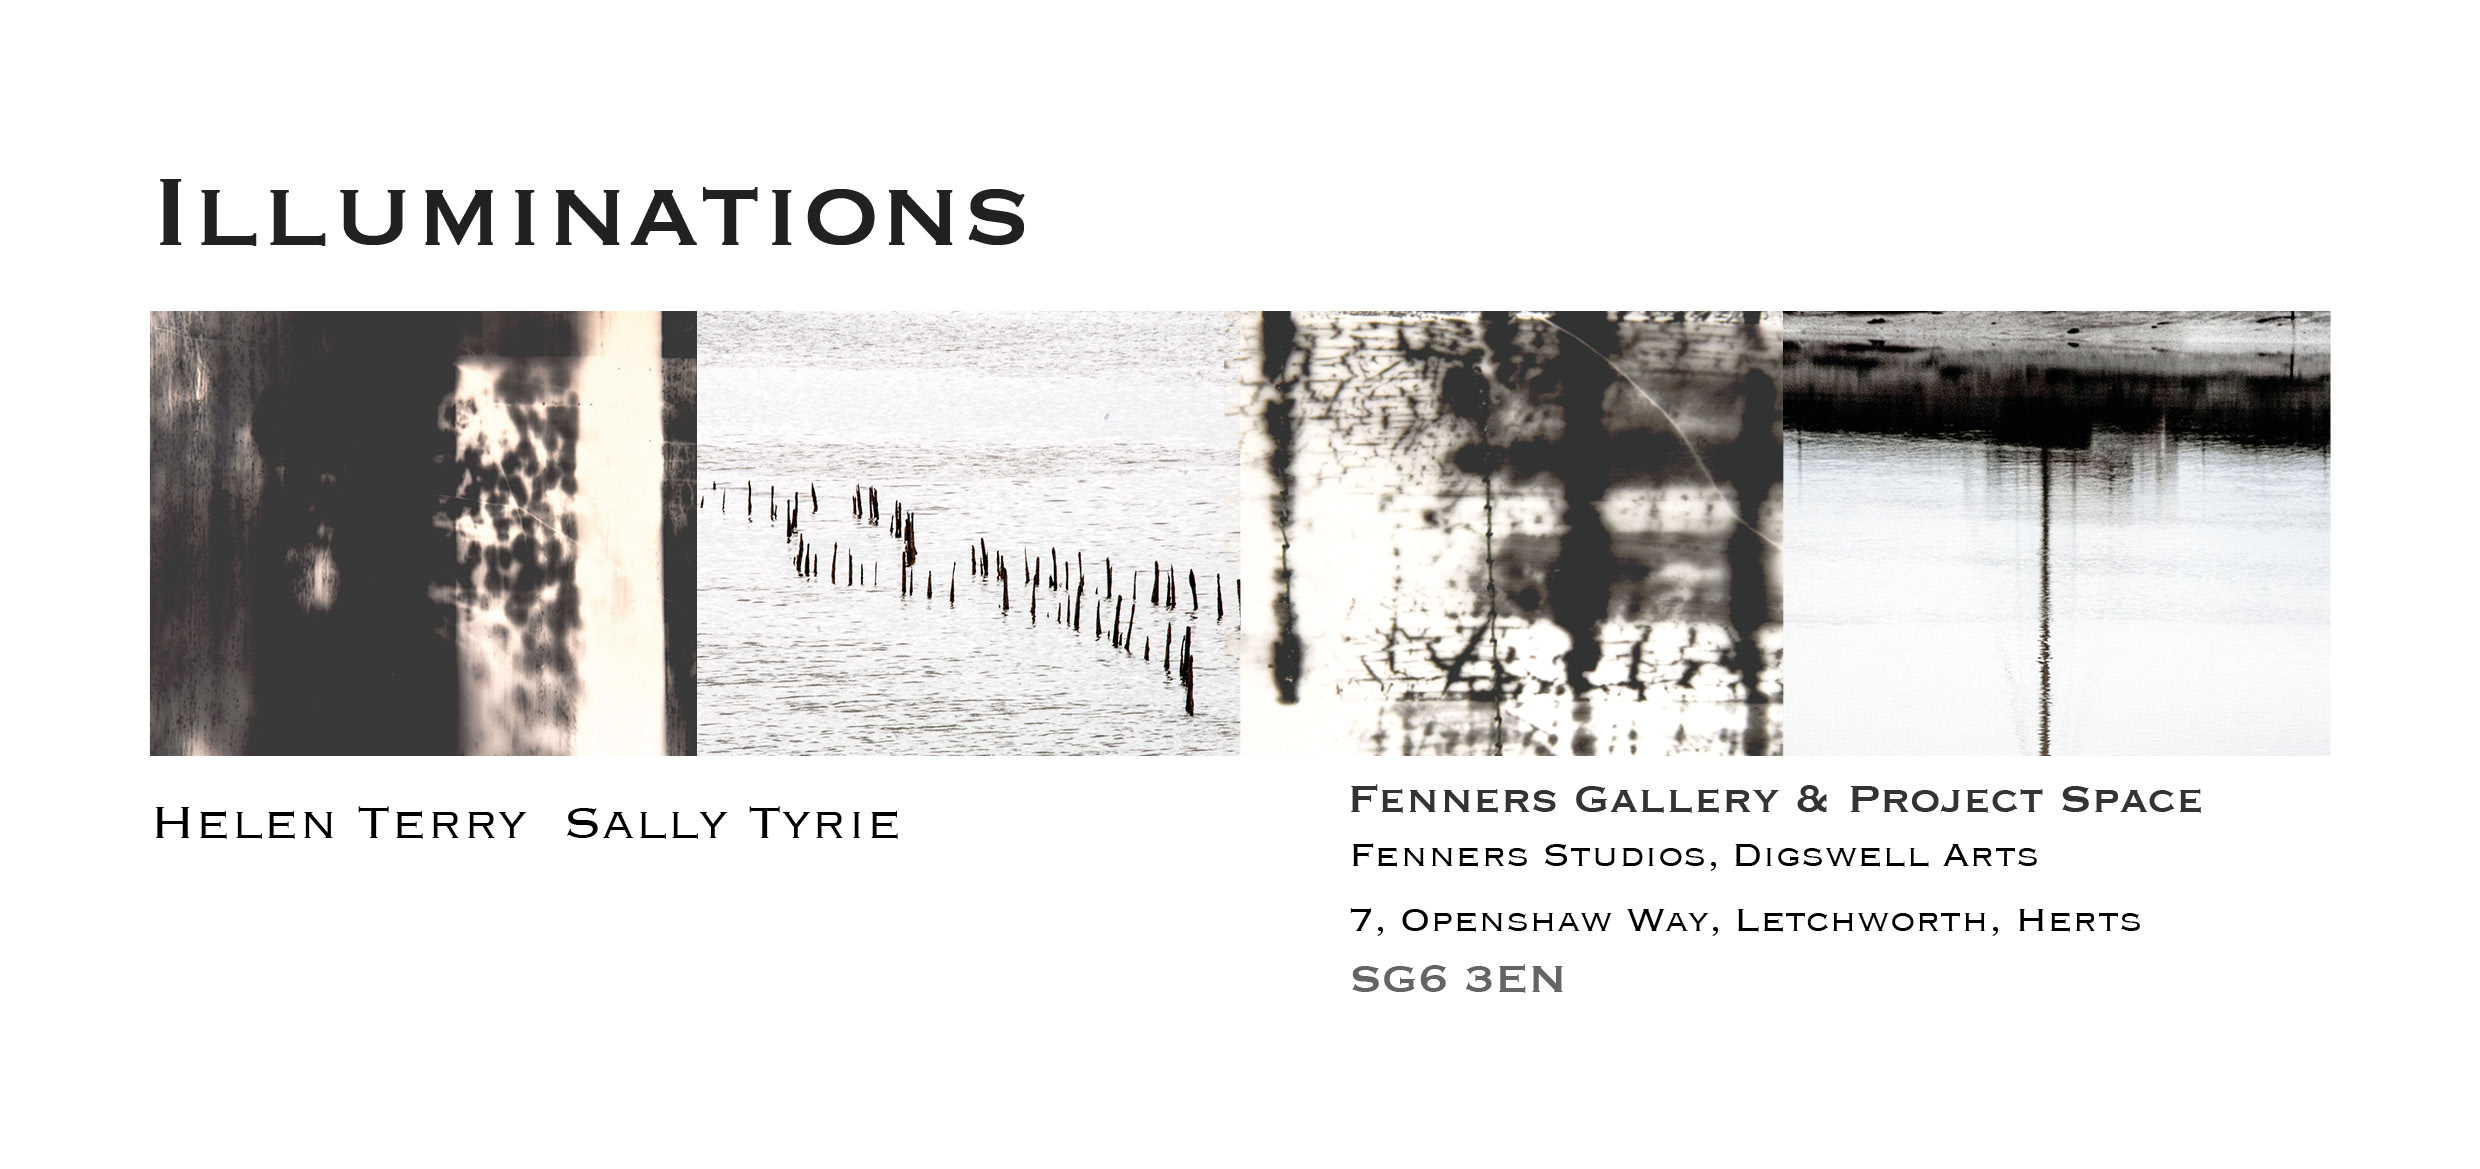 Illuminations
Helen Terry  Sally Tyrie
Fenners Gallery & Project Space
Fenners Studios, Digswell Arts
7, Openshaw Way, Letchworth, Herts
SG6 3EN